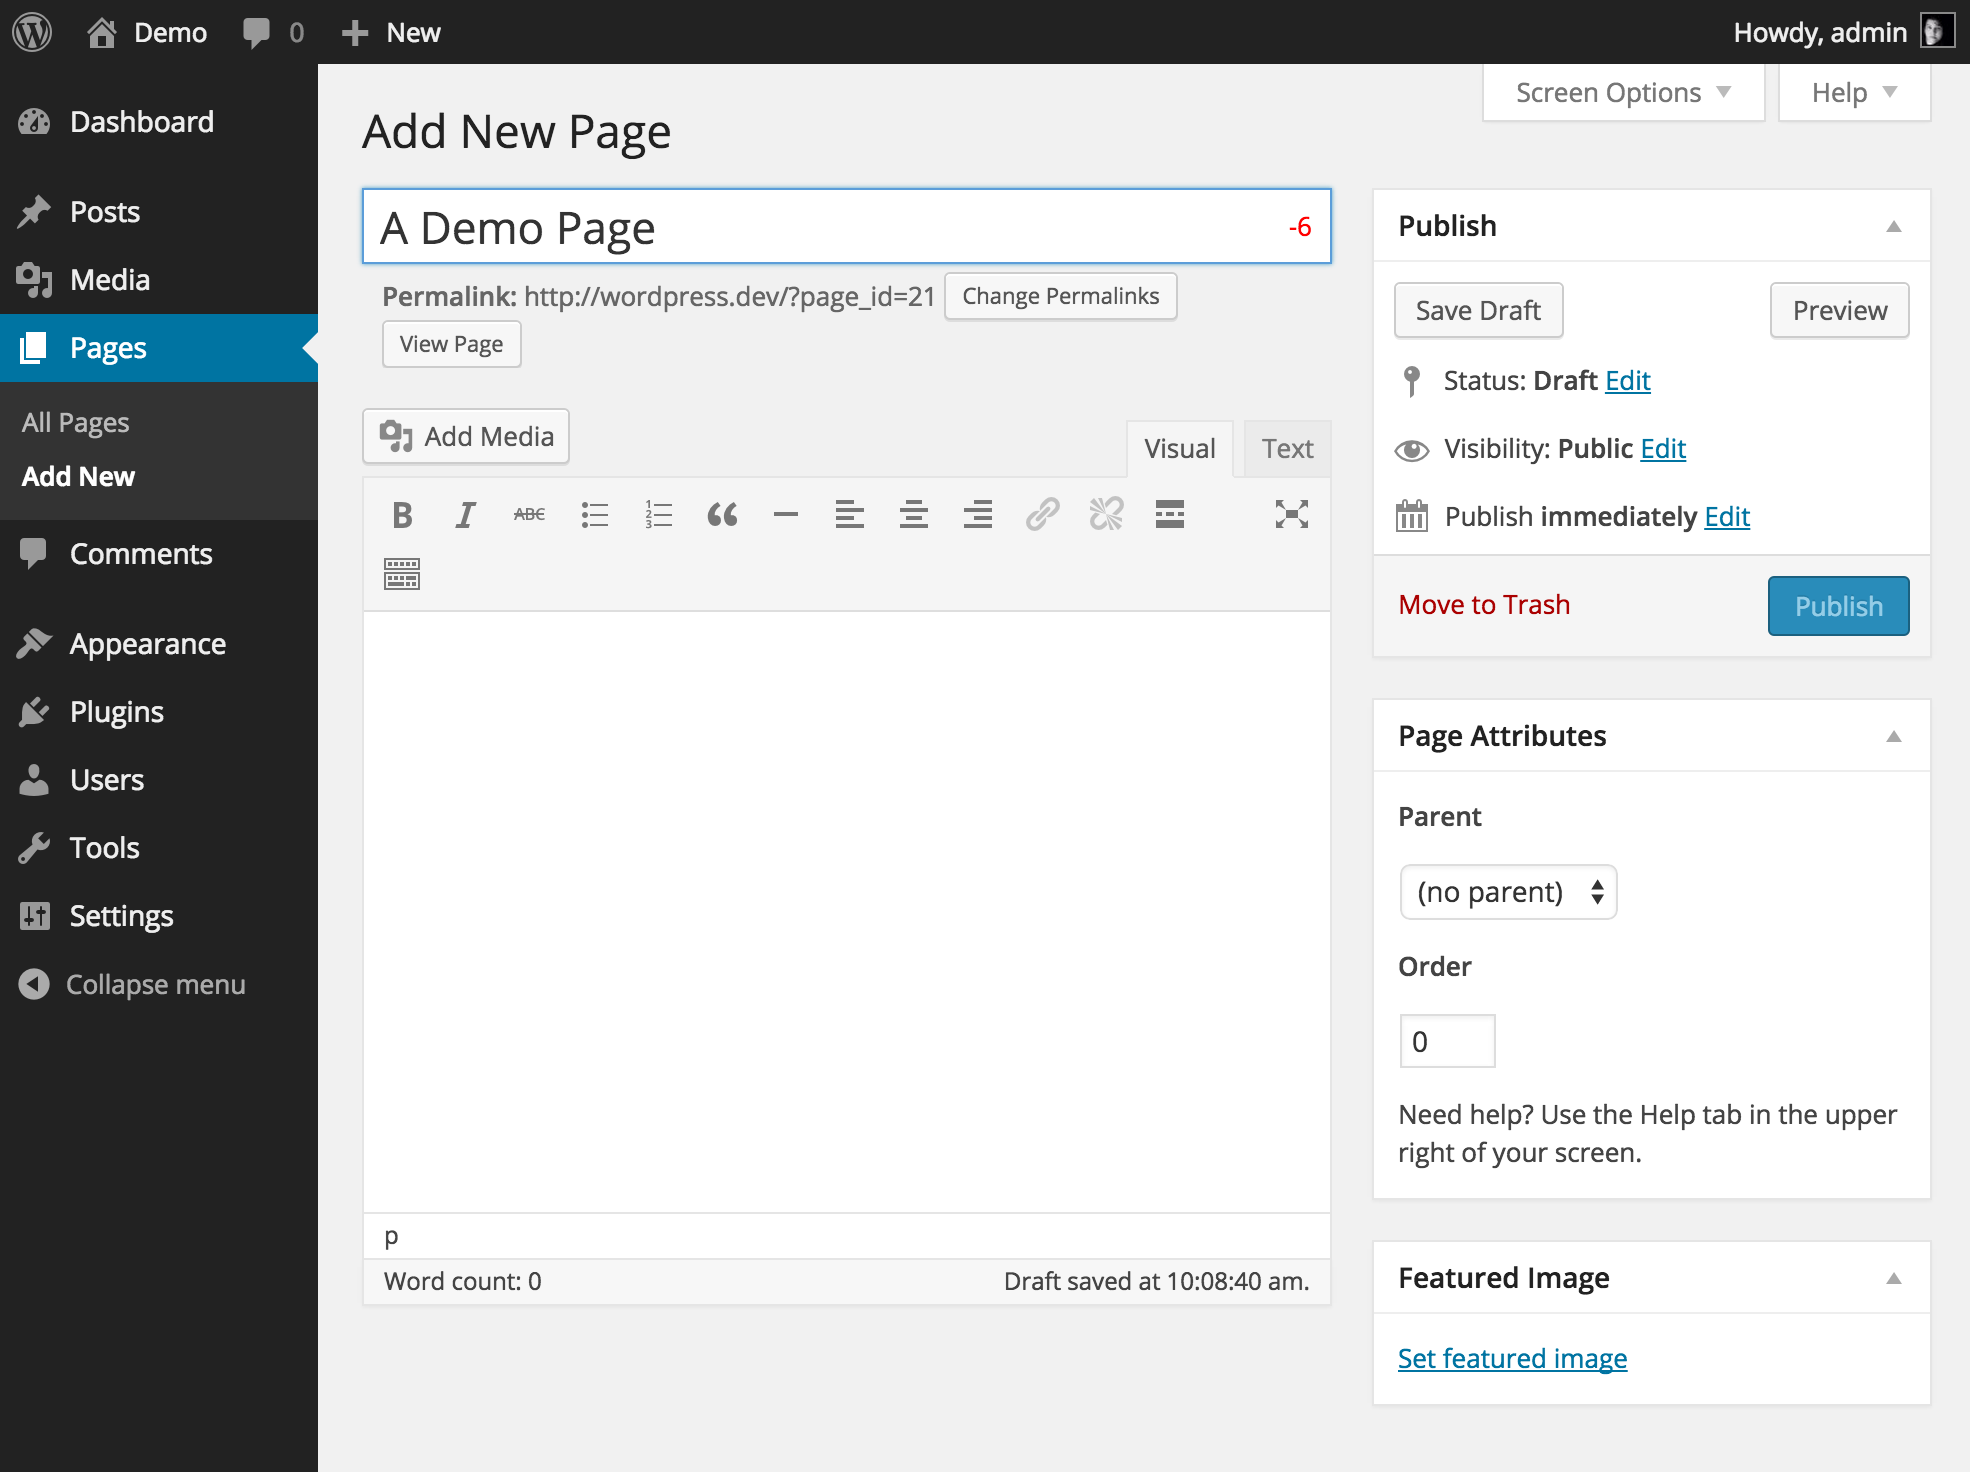 Demo 0 New Howdy, admin
Screen Options Help
Dashboard
Posts
Media
Pages
All Pages
Add New
Comments
Appearance
Plugins
Users
Tools
Settings
Collapse menu
Add New Page
A Demo Page -6
Permalink: http://wordpress.dev/?page_id=21 Change Permalinks
View Page
Add Media
Visual Text
B I ABC
p
Word count: 0 Draft saved at 10:08:40 am.
Publish
Save Draft Preview
Status: Draft Edit
Visibility: Public Edit
Publish immediately Edit
Move to Trash Publish
Page Attributes
Parent
(no parent)
Order
0
Need help? Use the Help tab in the upper
right of your screen.
Featured Image
Set featured image